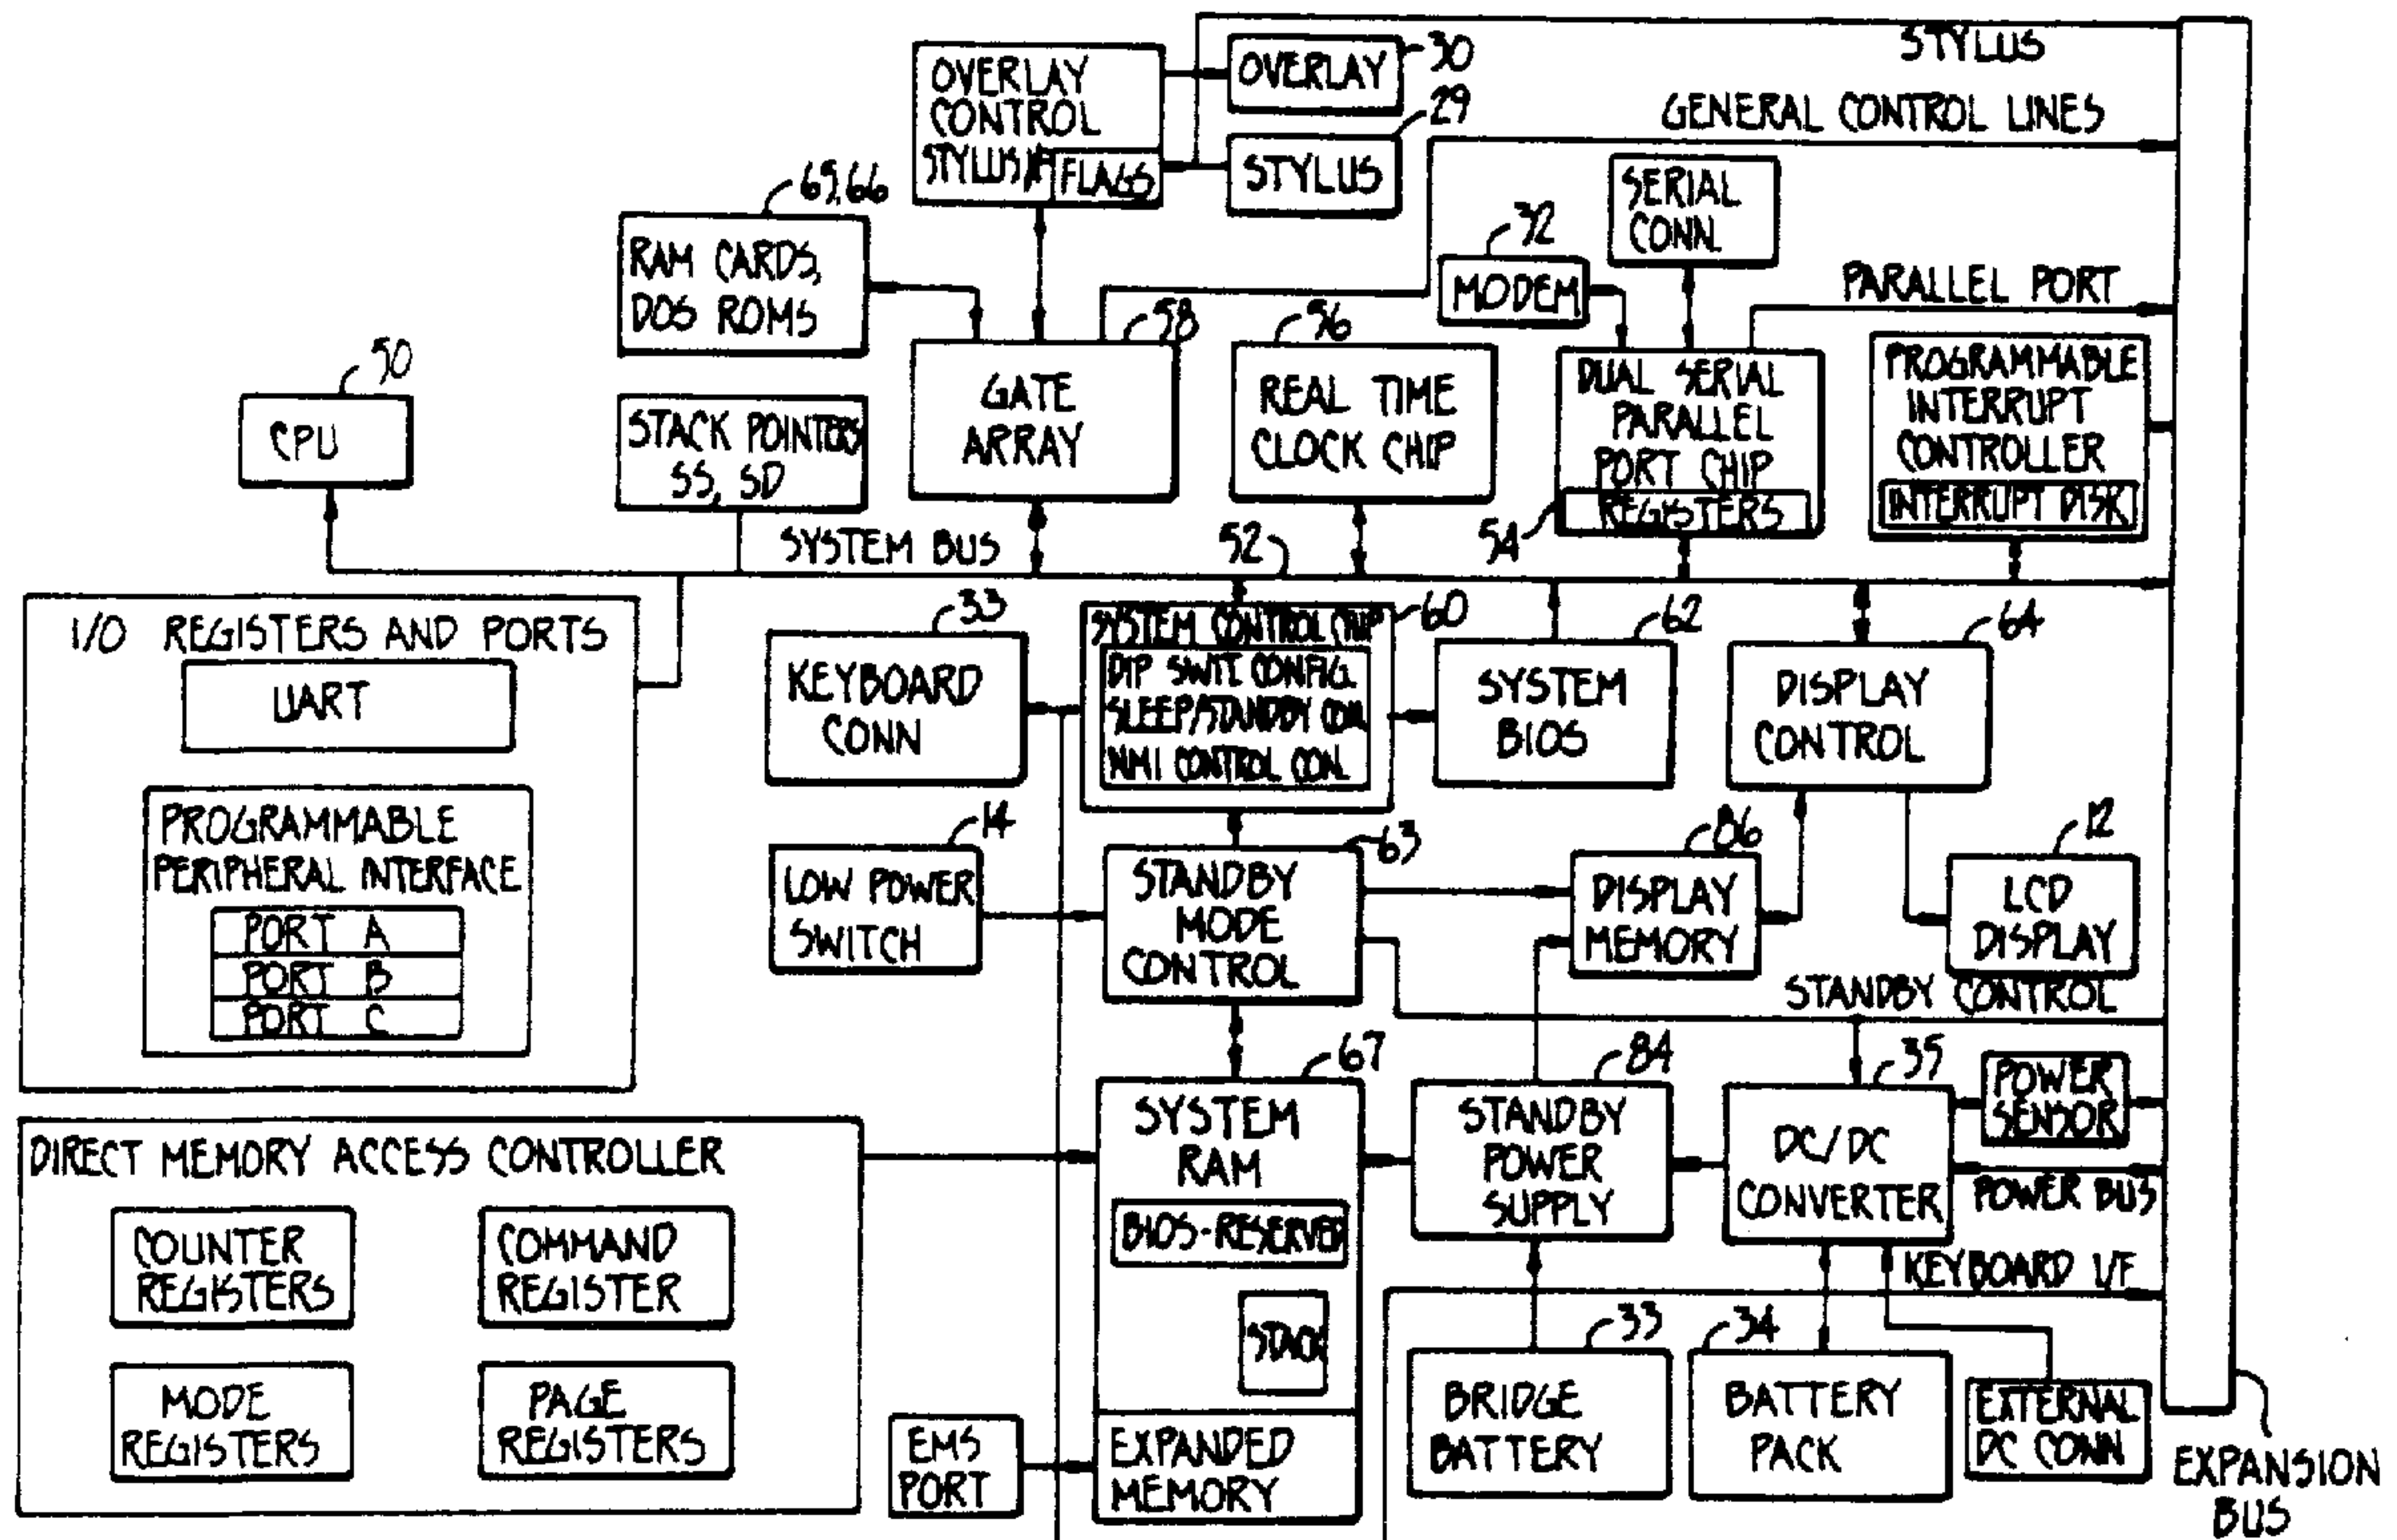 STYLUS
OVERLAY
CONTROL
STYLUS
FLAGS
OVERLAY
30
29
STYLUS
GENERAL CONTROL LINES
65,66
RAM CARDS,
DOS ROMS
SERIAL
CONN.
32
MODEM
PARALLEL PORT
50
CPU
STACK POINTERS
SS, SD
58
GATE
ARRAY
56
REAL TIME
CLOCK CHIP
DUAL SERIAL
PARALLEL
PORT CHIP
REGISTERS
54
PROGRAMMABLE
INTERRUPT
CONTROLLER
INTERRUPT DISK
SYSTEM BUS
52
I/O REGISTERS AND PORTS
UART
PROGRAMMABLE
PERIPHERAL INTERFACE
PORT A
PORT B
PORT C
33
KEYBOARD
CONN
60
SYSTEM CONTROL CHIP
DIP SWIT. CONFIG.
SLEEP/STANDBY CON.
NMI CONTROL CON.
62
SYSTEM
BIOS
64
DISPLAY
CONTROL
14
LOW POWER
SWITCH
63
STANDBY
MODE
CONTROL
86
DISPLAY
MEMORY
12
LCD
DISPLAY
STANDBY CONTROL
DIRECT MEMORY ACCESS CONTROLLER
COUNTER
REGISTERS
COMMAND
REGISTER
MODE
REGISTERS
PAGE
REGISTERS
67
SYSTEM
RAM
BIOS-RESERVED
STACK
EXPANDED
MEMORY
EMS
PORT
84
STANDBY
POWER
SUPPLY
35
DC/DC
CONVERTER
POWER
SENSOR
POWER BUS
KEYBOARD I/F
33
BRIDGE
BATTERY
34
BATTERY
PACK
EXTERNAL
DC CONN.
EXPANSION
BUS